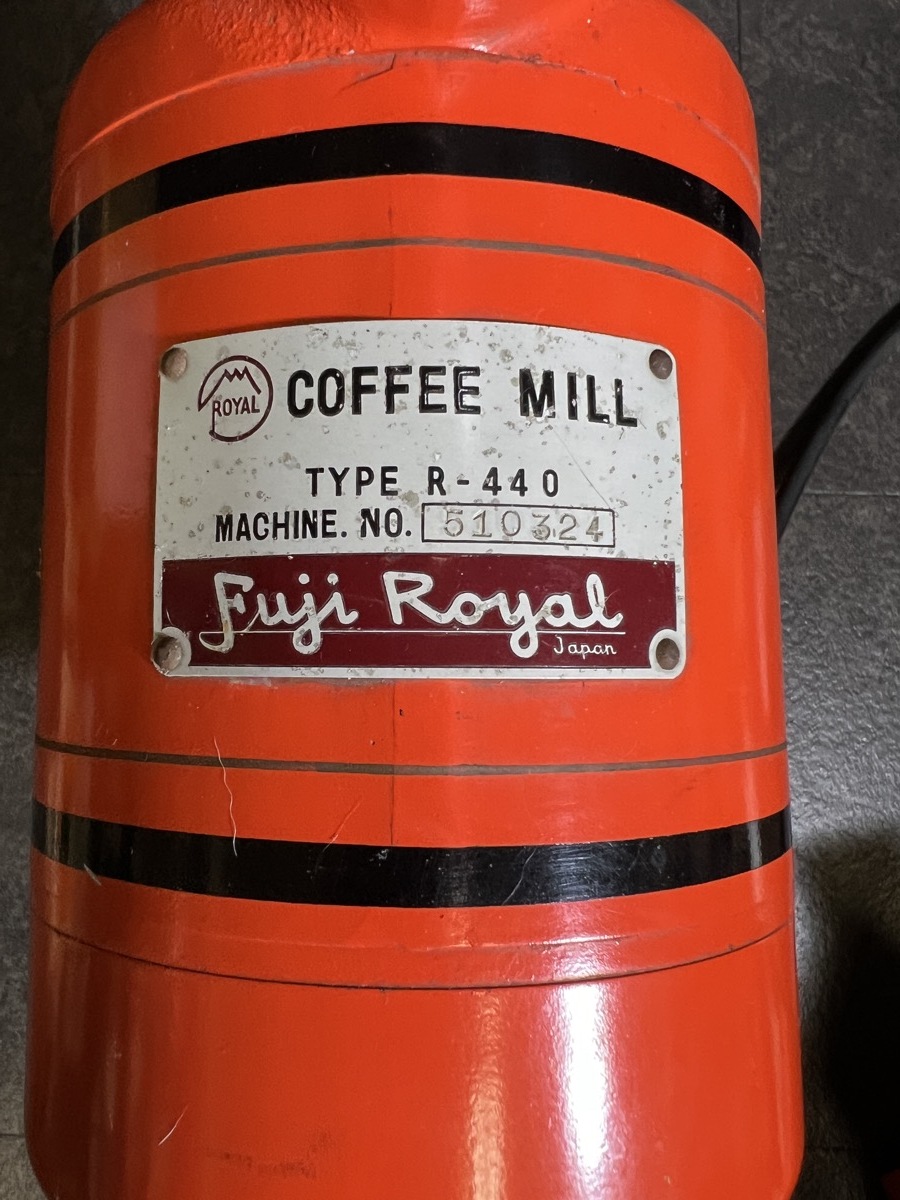 ROYAL
COFFEE MILL
TYPE R-440
MACHINE. NO. 510324
Fuji Royal
Japan